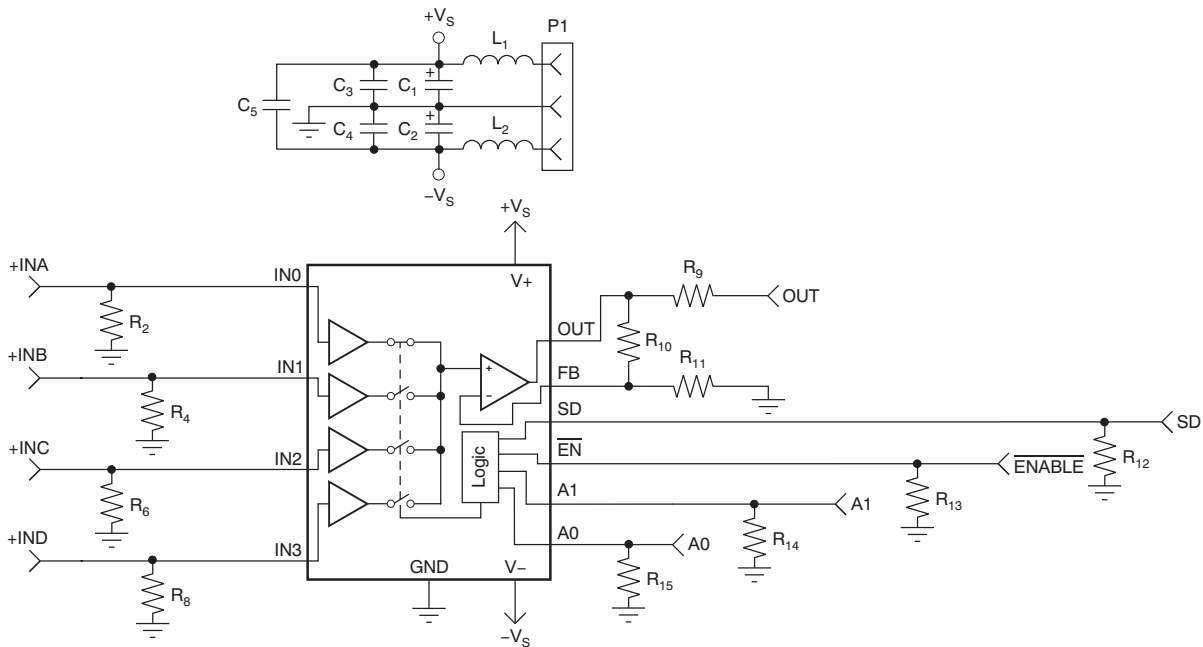 +VS
P1
L1
C3
C1
+
C5
C4
C2
+
L2
−VS
+VS
+INA
IN0
V+
R9
R2
OUT
OUT
R10
+INB
IN1
+
−
FB
R11
R4
SD
SD
+INC
IN2
Logic
EN
ENABLE
R12
R6
A1
A1
R13
+IND
IN3
A0
A0
R14
GND
V−
R15
R8
−VS